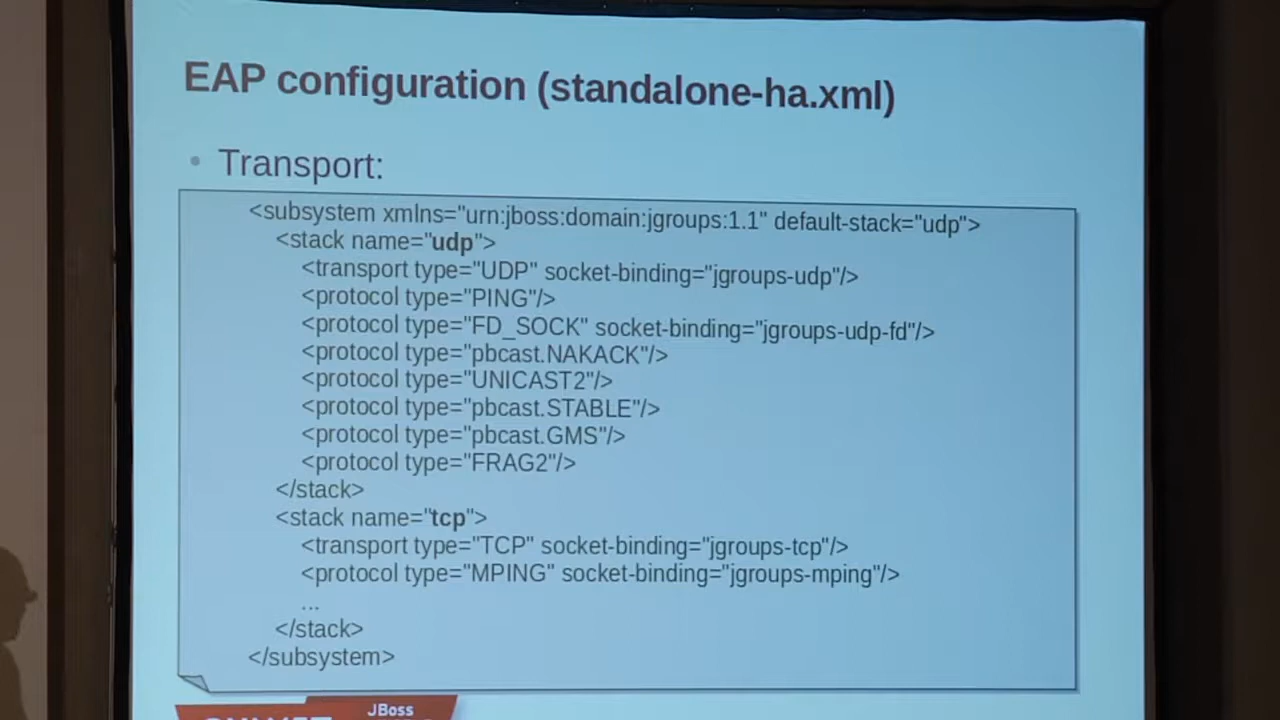 EAP configuration (standalone-ha.xml)
• Transport:
<subsystem xmlns="urn:jboss:domain:jgroups:1.1" default-stack="udp">
<stack name="udp">
<transport type="UDP" socket-binding="jgroups-udp"/>
<protocol type="PING"/>
<protocol type="FD_SOCK" socket-binding="jgroups-udp-fd"/>
<protocol type="pbcast.NAKACK"/>
<protocol type="UNICAST2"/>
<protocol type="pbcast.STABLE"/>
<protocol type="pbcast.GMS"/>
<protocol type="FRAG2"/>
</stack>
<stack name="tcp">
<transport type="TCP" socket-binding="jgroups-tcp"/>
<protocol type="MPING" socket-binding="jgroups-mping"/>
...
</stack>
</subsystem>
JBoss